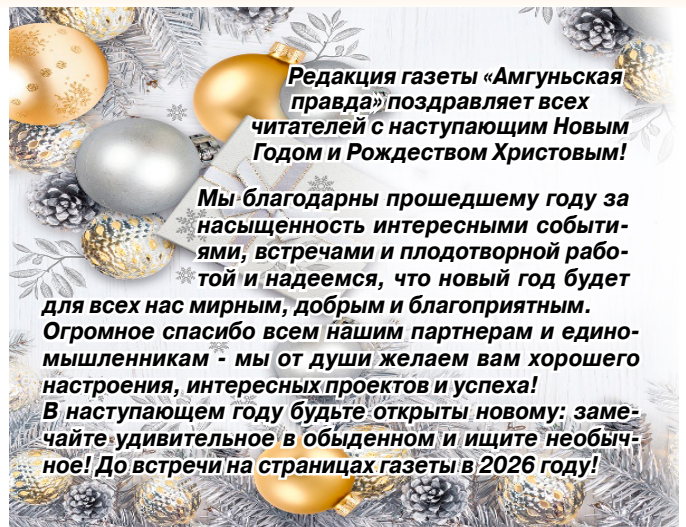 Редакция газеты «Амгуньская
правда» поздравляет всех
читателей с наступающим Новым
Годом и Рождеством Христовым!
Мы благодарны прошедшему году за
насыщенность интересными событи-
ями, встречами и плодотворной рабо-
той и надеемся, что новый год будет
для всех нас мирным, добрым и благоприятным.
Огромное спасибо всем нашим партнерам и едино-
мышленникам - мы от души желаем вам хорошего
настроения, интересных проектов и успеха!
В наступающем году будьте открыты новому: заме-
чайте удивительное в обыденном и ищите необыч-
ное! До встречи на страницах газеты в 2026 году!